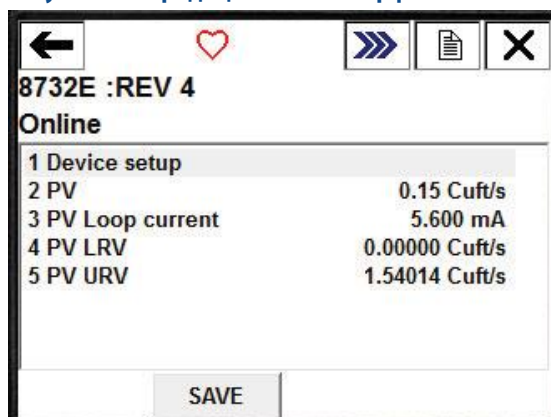 8732E :REV 4
Online
1 Device setup
2 PV 0.15 Cuft/s
3 PV Loop current 5.600 mA
4 PV LRV 0.00000 Cuft/s
5 PV URV 1.54014 Cuft/s
SAVE